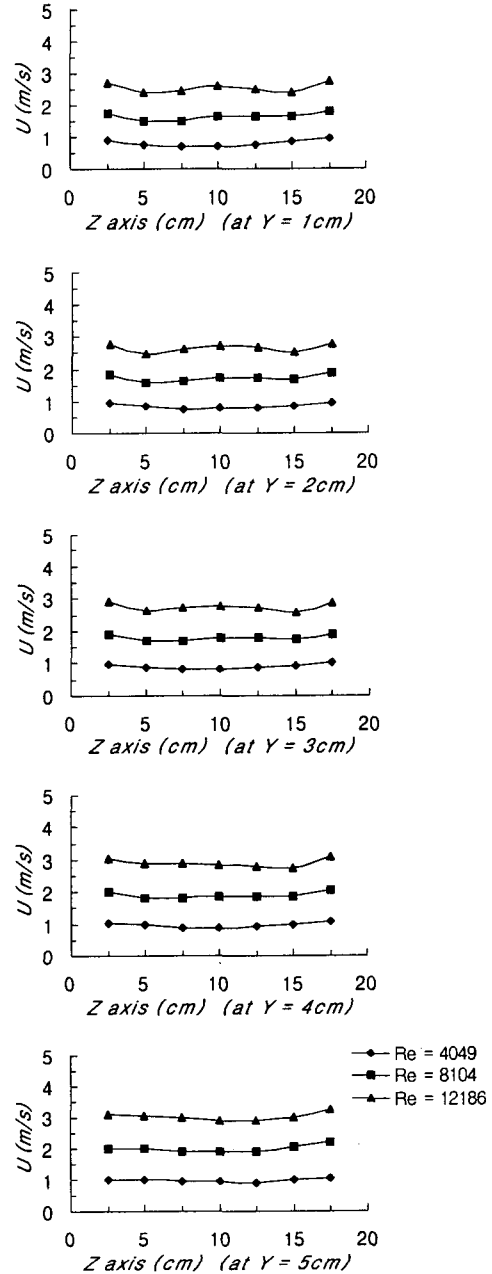 5
4
3
2
1
0
U (m/s)
0 5 10 15 20
Z axis (cm) (at Y = 1cm)
5
4
3
2
1
0
U (m/s)
0 5 10 15 20
Z axis (cm) (at Y = 2cm)
5
4
3
2
1
0
U (m/s)
0 5 10 15 20
Z axis (cm) (at Y = 3cm)
5
4
3
2
1
0
U (m/s)
0 5 10 15 20
Z axis (cm) (at Y = 4cm)
Re = 4049
Re = 8104
Re = 12186
5
4
3
2
1
0
U (m/s)
0 5 10 15 20
Z axis (cm) (at Y = 5cm)